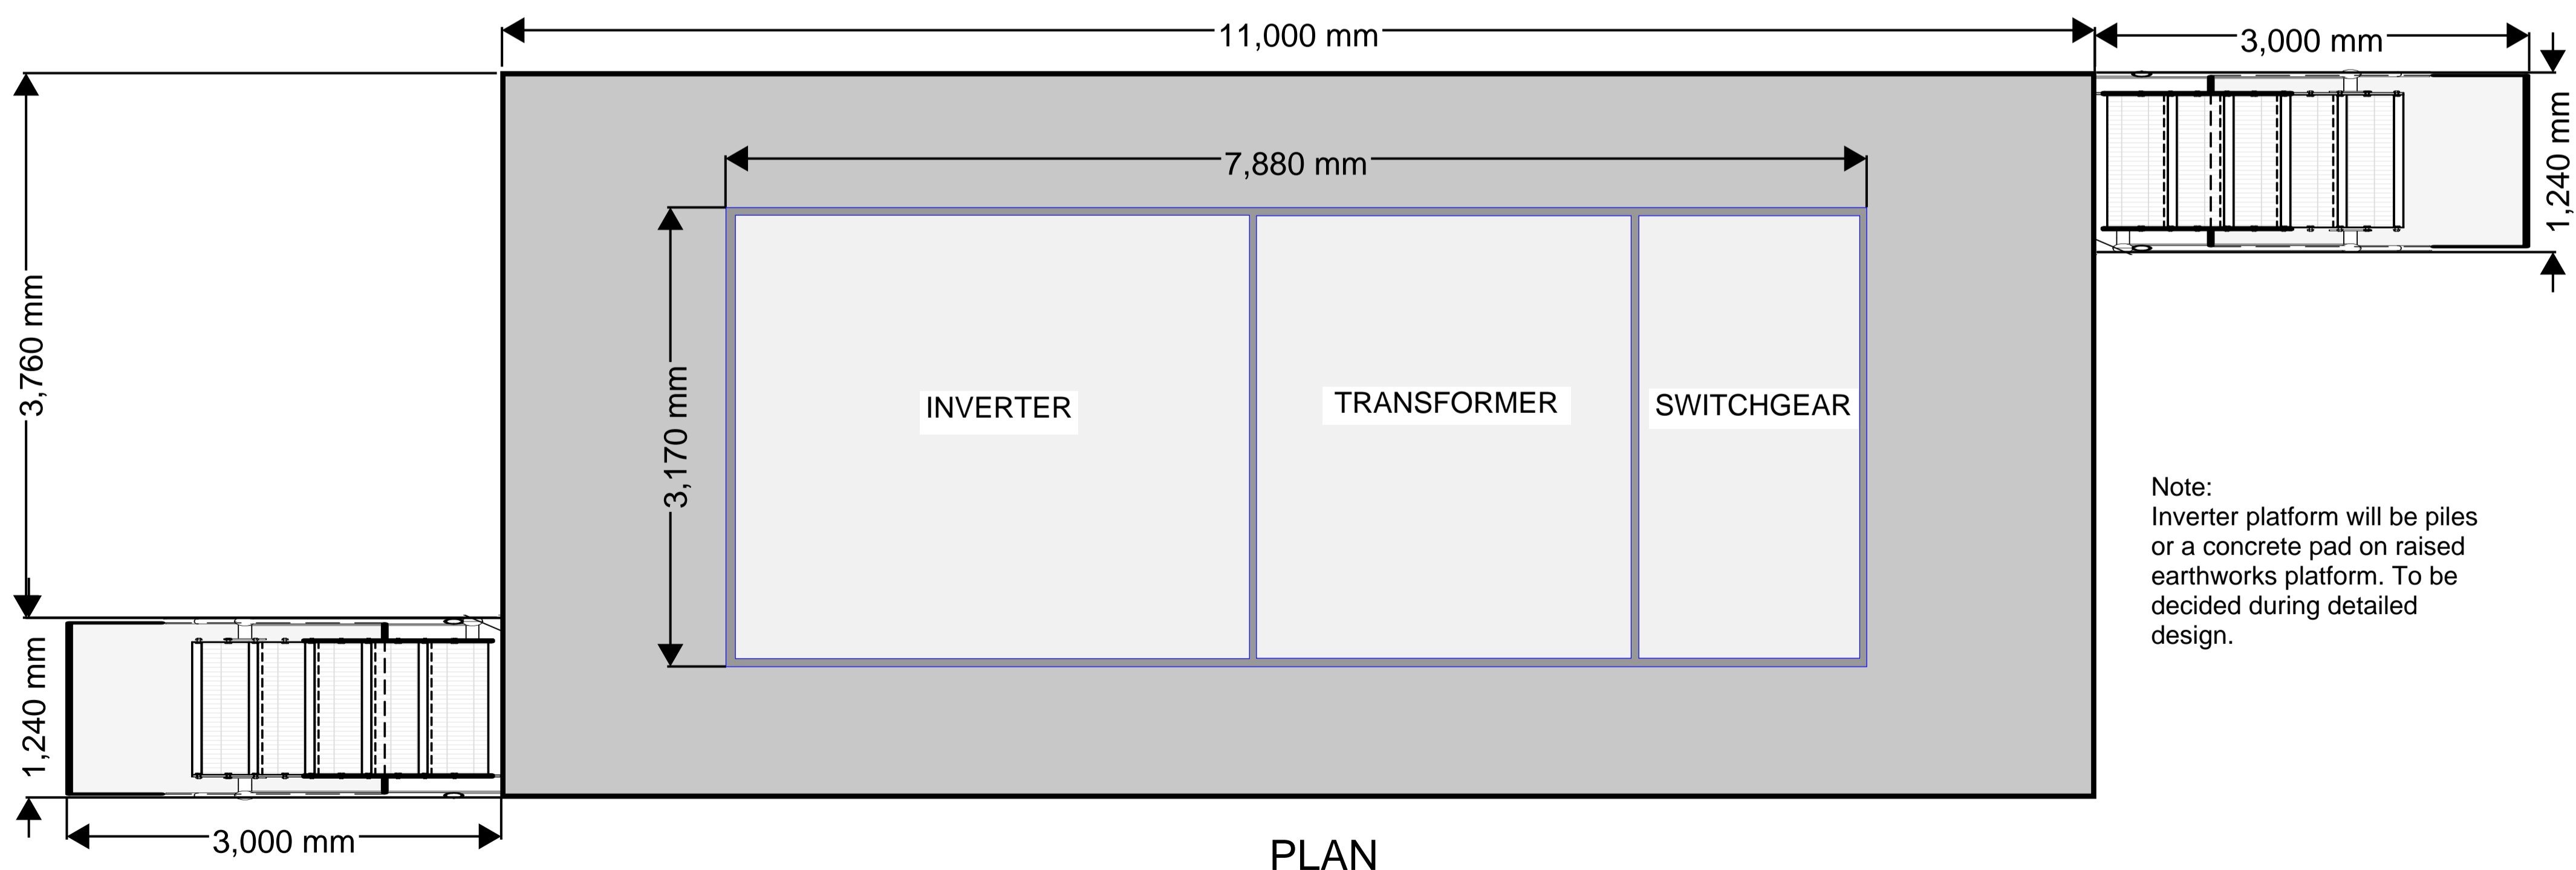 11,000 mm
3,000 mm
1,240 mm
7,880 mm
3,760 mm
3,170 mm
INVERTER
TRANSFORMER
SWITCHGEAR
Note:
Inverter platform will be piles
or a concrete pad on raised
earthworks platform. To be
decided during detailed
design.
1,240 mm
3,000 mm
PLAN